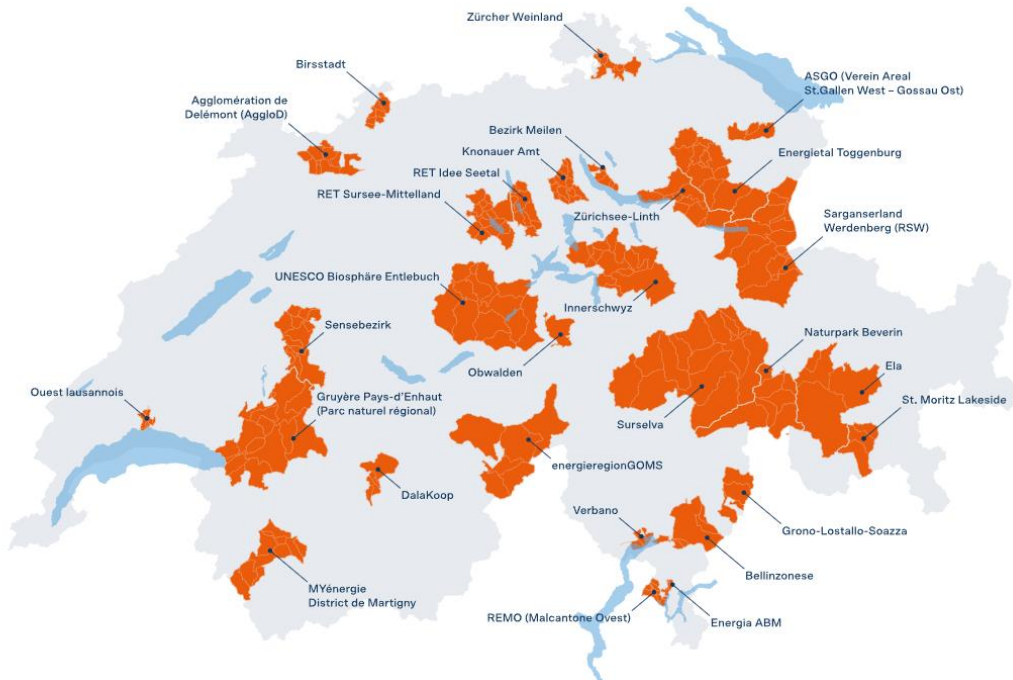 Zürcher Weinland
Birsstadt
ASGO (Verein Areal
St.Gallen West – Gossau Ost)
Agglomération de
Delémont (AggloD)
Bezirk Meilen
Knonauer Amt
Energietal Toggenburg
RET Idee Seetal
RET Sursee-Mittelland
Zürichsee-Linth
Sarganserland
Werdenberg (RSW)
UNESCO Biosphäre Entlebuch
Innerschwyz
Sensebezirk
Naturpark Beverin
Obwalden
Ela
Ouest lausannois
Gruyère Pays-d'Enhaut
(Parc naturel régional)
St. Moritz Lakeside
Surselva
energieregionGOMS
DalaKoop
Verbano
Grono-Lostallo-Soazza
Bellinzonese
MYénergie
District de Martigny
REMO (Malcantone Ovest)
Energia ABM